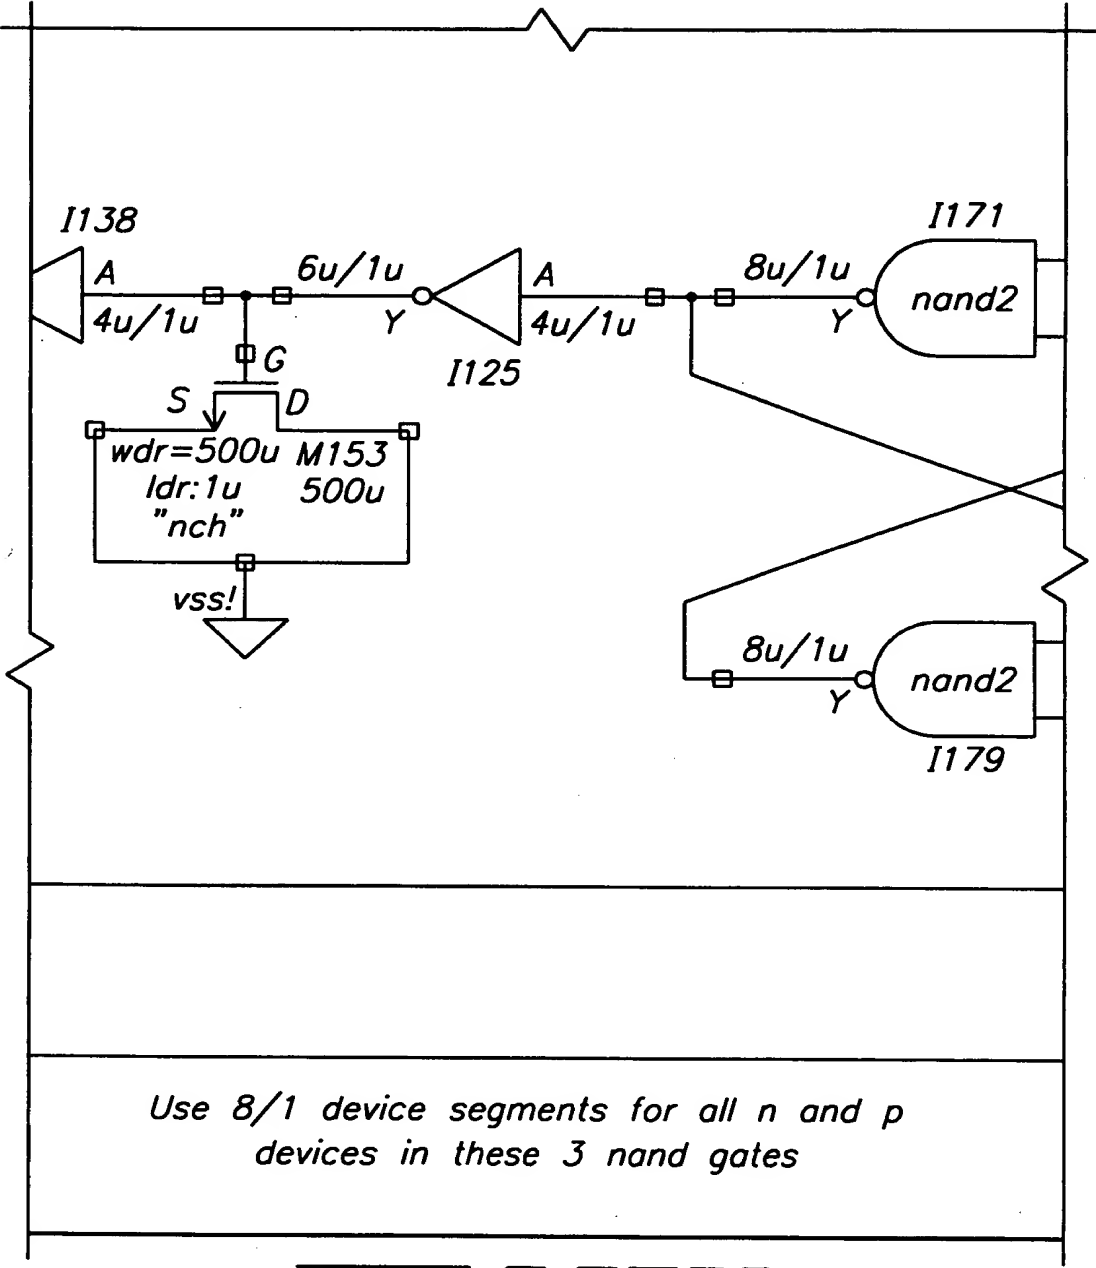 I138
A
4u/1u
6u/1u
Y
A
4u/1u
I125
8u/1u
Y
I171
nand2
G
S
D
wdr=500u M153
ldr:1u 500u
"nch"
vss!
8u/1u
Y
nand2
I179
Use 8/1 device segments for all n and p
devices in these 3 nand gates